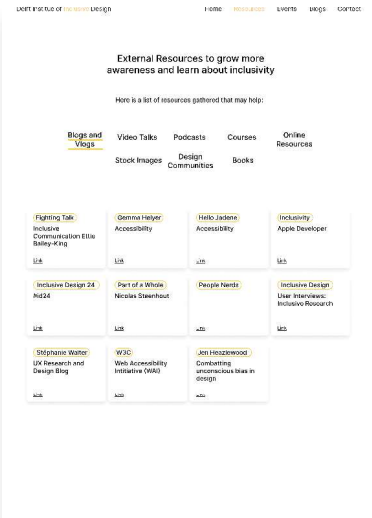 Delft Institue of Inclusive Design
Home Resources Events Blogs Contact
External Resources to grow more
awareness and learn about inclusivity
Here is a list of resources gathered that may help:
Blogs and
Vlogs
Video Talks
Podcasts
Courses
Online
Resources
Stock Images
Design
Communities
Books
Fighting Talk
Inclusive
Communication Ellie
Bailey-King
Link
Gemma Helyer
Accessibility
Link
Hello Jadene
Accessibility
Link
Inclusivity
Apple Developer
Link
Inclusive Design 24
#id24
Link
Part of a Whole
Nicolas Steenhout
Link
People Nerds
Link
Inclusive Design
User Interviews:
Inclusive Research
Link
Stéphanie Walter
UX Research and
Design Blog
Link
W3C
Web Accessibility
Intitiative (WAI)
Link
Jen Heazlewood
Combatting
unconscious bias in
design
Link